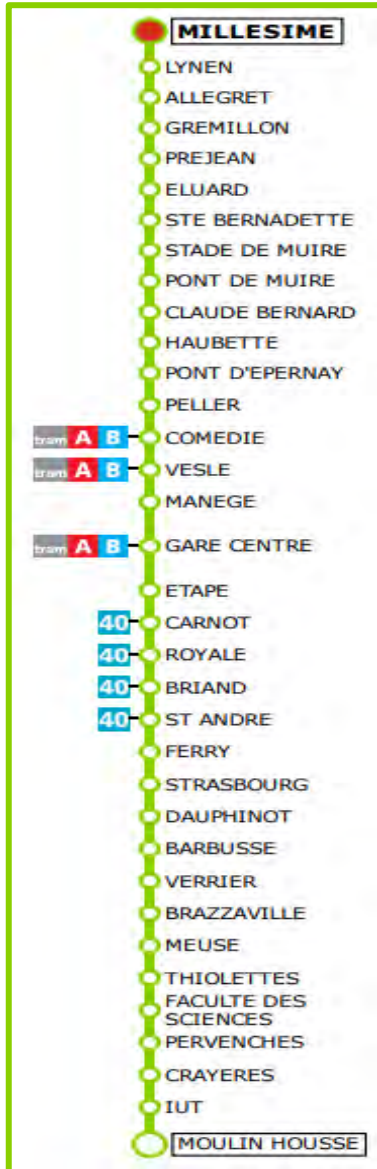 MILLESIME
LYNEN
ALLEGRET
GREMILLON
PREJEAN
ELUARD
STE BERNADETTE
STADE DE MUIRE
PONT DE MUIRE
CLAUDE BERNARD
HAUBETTE
PONT D'EPERNAY
PELLER
tram A B COMEDIE
tram A B VESLE
MANEGE
tram A B GARE CENTRE
ETAPE
40 CARNOT
40 ROYALE
40 BRIAND
40 ST ANDRE
FERRY
STRASBOURG
DAUPHINOT
BARBUSSE
VERRIER
BRAZZAVILLE
MEUSE
THIOLETTES
FACULTE DES
SCIENCES
PERVENCHES
CRAYERES
IUT
MOULIN HOUSSE